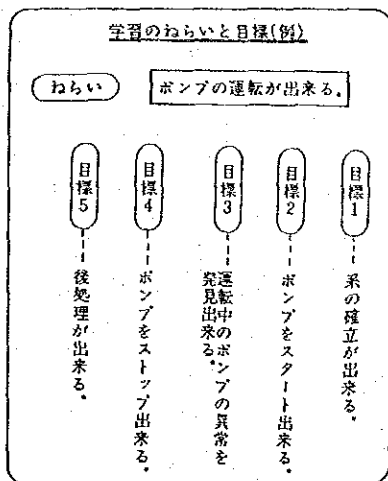 学習のねらいと目標(例)
ねらい
ポンプの運転が出来る.
目標1
系の確立が出来る。
目標2
ポンプをスタート出来る。
目標3
運転中のポンプの異常を
発見出来る。
目標4
ポンプをストップ出来る。
目標5
後処理が出来る。